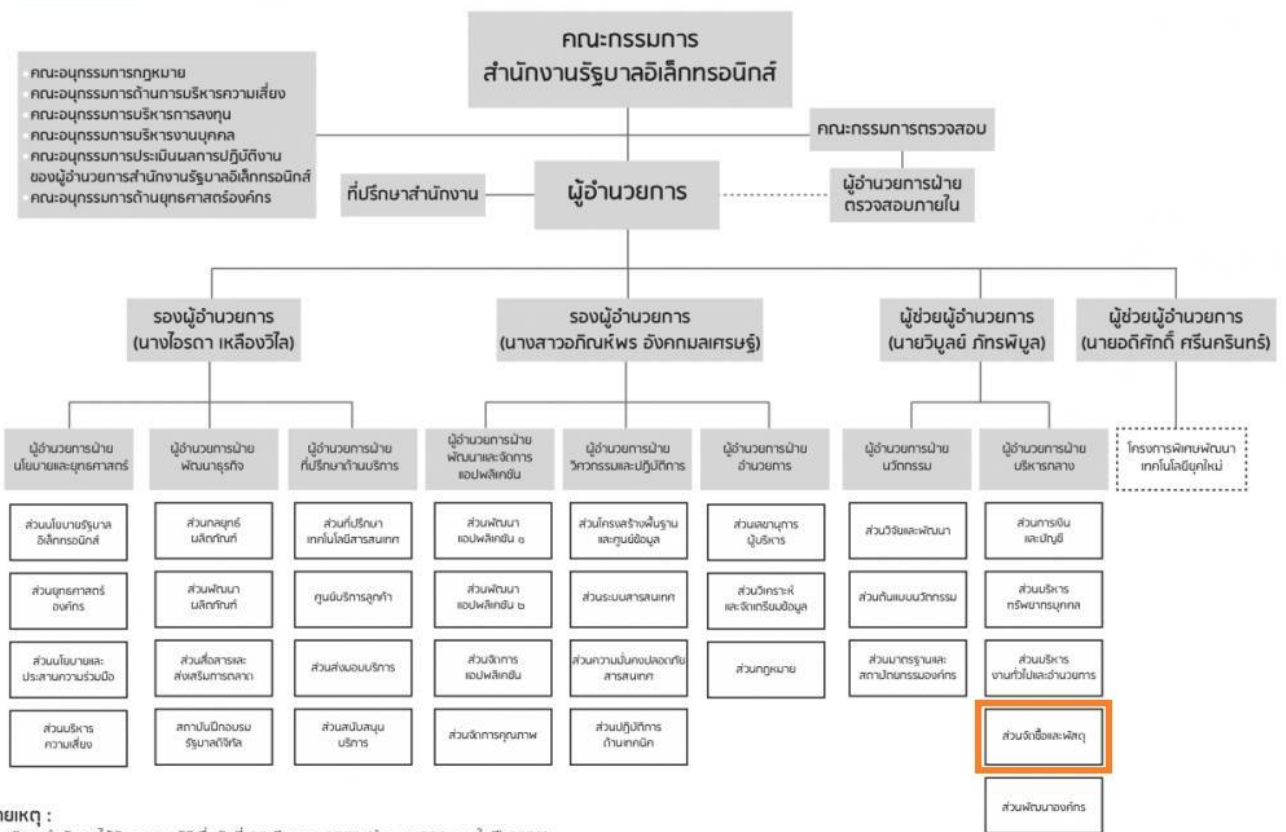 คณะกรรมการ
สำนักงานรัฐบาลอิเล็กทรอนิกส์
คณะอนุกรรมการกฎหมาย
คณะอนุกรรมการด้านการบริหารความเสี่ยง
คณะอนุกรรมการบริหารการลงทุน
คณะอนุกรรมการบริหารงานบุคคล
คณะอนุกรรมการประเมินผลการปฏิบัติงาน
ของผู้อำนวยการสำนักงานรัฐบาลอิเล็กทรอนิกส์
คณะอนุกรรมการด้านยุทธศาสตร์องค์กร
คณะกรรมการตรวจสอบ
ที่ปรึกษาสำนักงาน
ผู้อำนวยการ
ผู้อำนวยการฝ่าย
ตรวจสอบภายใน
รองผู้อำนวยการ
(นางไอรดา เหลืองวิไล)
รองผู้อำนวยการ
(นางสาวอภิณห์พร อังคกมลเศรษฐ์)
ผู้ช่วยผู้อำนวยการ
(นายวิบูลย์ ภัทรพิบูล)
ผู้ช่วยผู้อำนวยการ
(นายอดิศักดิ์ ศรีนครินทร์)
ผู้อำนวยการฝ่าย
นโยบายและยุทธศาสตร์
ผู้อำนวยการฝ่าย
พัฒนาธุรกิจ
ผู้อำนวยการฝ่าย
ที่ปรึกษาด้านบริการ
ผู้อำนวยการฝ่าย
พัฒนาและจัดการ
แอปพลิเคชัน
ผู้อำนวยการฝ่าย
วิศวกรรมและปฏิบัติการ
ผู้อำนวยการฝ่าย
อำนวยการ
ผู้อำนวยการฝ่าย
นวัตกรรม
ผู้อำนวยการฝ่าย
บริหารกลาง
โครงการพิเศษพัฒนา
เทคโนโลยียุคใหม่
ส่วนนโยบายรัฐบาล
อิเล็กทรอนิกส์
ส่วนกลยุทธ์
ผลิตภัณฑ์
ส่วนที่ปรึกษา
เทคโนโลยีสารสนเทศ
ส่วนพัฒนา
แอปพลิเคชัน ๑
ส่วนโครงสร้างพื้นฐาน
และศูนย์ข้อมูล
ส่วนเลขานุการ
ผู้บริหาร
ส่วนวิจัยและพัฒนา
ส่วนการเงิน
และบัญชี
ส่วนยุทธศาสตร์
องค์กร
ส่วนพัฒนา
ผลิตภัณฑ์
ศูนย์บริการลูกค้า
ส่วนพัฒนา
แอปพลิเคชัน ๒
ส่วนระบบสารสนเทศ
ส่วนวิเคราะห์
และจัดเตรียมข้อมูล
ส่วนต้นแบบนวัตกรรม
ส่วนบริหาร
ทรัพยากรบุคคล
ส่วนนโยบายและ
ประสานความร่วมมือ
ส่วนสื่อสารและ
ส่งเสริมการตลาด
ส่วนส่งมอบบริการ
ส่วนจัดการ
แอปพลิเคชัน
ส่วนความมั่นคงปลอดภัย
สารสนเทศ
ส่วนกฎหมาย
ส่วนมาตรฐานและ
สถาปัตยกรรมองค์กร
ส่วนบริหาร
งานทั่วไปและอำนวยการ
ส่วนบริหาร
ความเสี่ยง
สถาบันฝึกอบรม
รัฐบาลดิจิทัล
ส่วนสนับสนุน
บริการ
ส่วนจัดการคุณภาพ
ส่วนปฏิบัติการ
ด้านเทคนิค
ส่วนจัดซื้อและพัสดุ
ส่วนพัฒนาองค์กร
ายเหตุ :